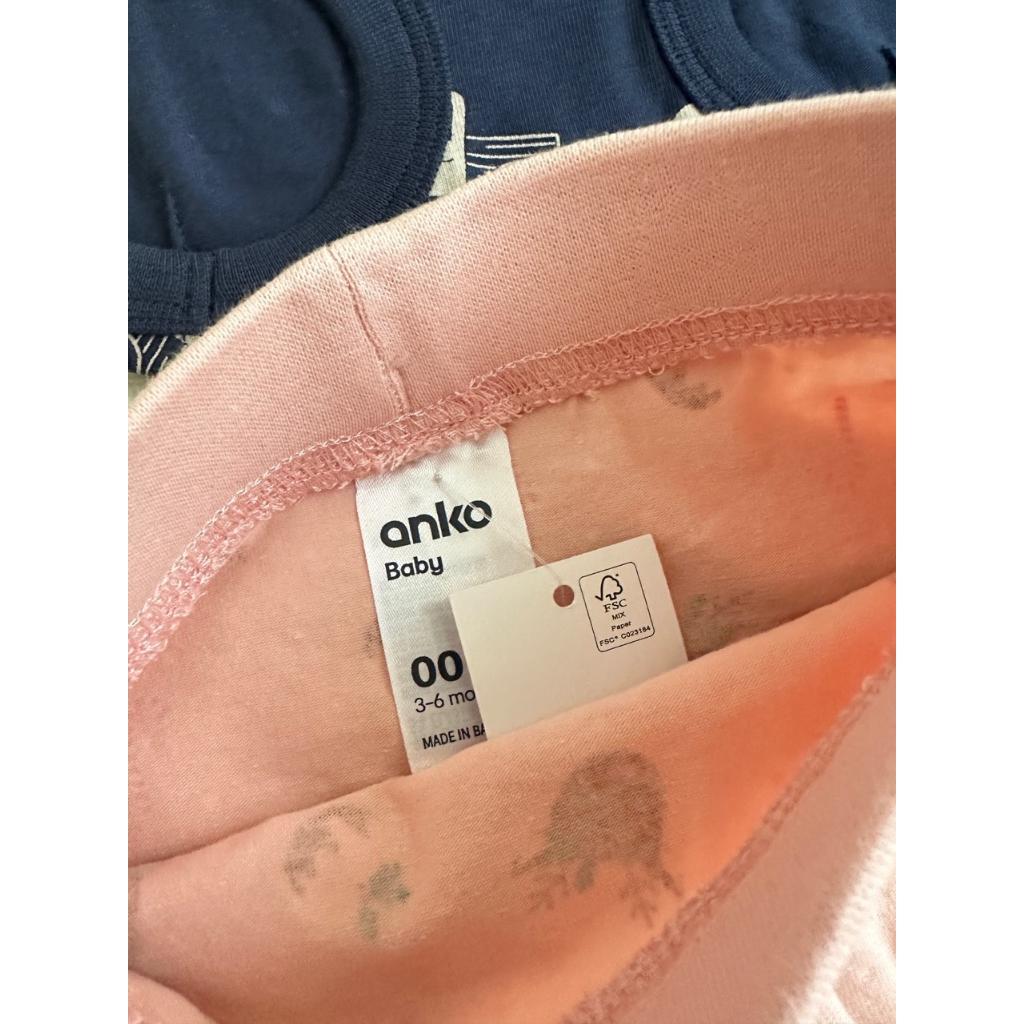 anko
Baby
00
3-6 mo
MADE IN BA
FSC
MIX
Paper
FSC® C023184